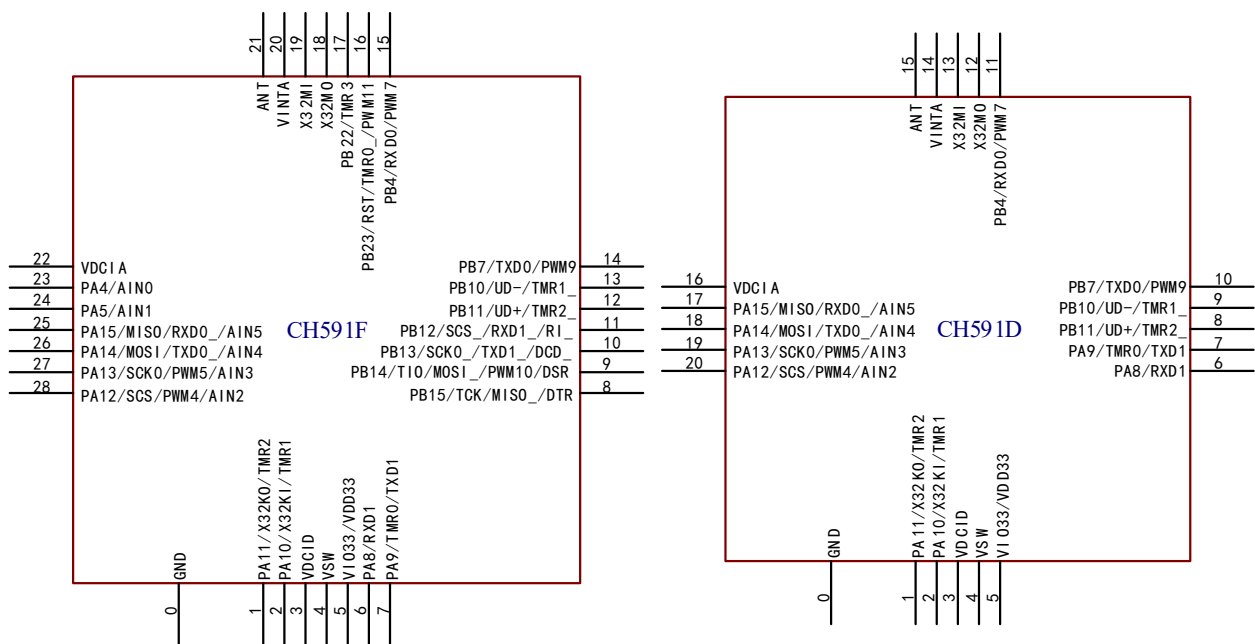 21
20
19
18
17
16
15
ANT
VINTA
X32MI
X32MO
PB22/TMR3
PB23/RST/TMR0_/PWM11
PB4/RXD0/PWM7
22
VDCIA
23
PA4/AIN0
24
PA5/AIN1
25
PA15/MISO/RXD0_/AIN5
26
PA14/MOSI/TXD0_/AIN4
27
PA13/SCK0/PWM5/AIN3
28
PA12/SCS/PWM4/AIN2
CH591F
PB7/TXD0/PWM9
14
PB10/UD-/TMR1_
13
PB11/UD+/TMR2_
12
PB12/SCS_/RXD1_/RI_
11
PB13/SCK0_/TXD1_/DCD_
10
PB14/TIO/MOSI_/PWM10/DSR
9
PB15/TCK/MISO_/DTR
8
GND
PA11/X32KO/TMR2
PA10/X32KI/TMR1
VDCID
VSW
VIO33/VDD33
PA8/RXD1
PA9/TMR0/TXD1
0
1
2
3
4
5
6
7
15
14
13
12
11
ANT
VINTA
X32MI
X32MO
PB4/RXD0/PWM7
16
VDCIA
17
PA15/MISO/RXD0_/AIN5
18
PA14/MOSI/TXD0_/AIN4
19
PA13/SCK0/PWM5/AIN3
20
PA12/SCS/PWM4/AIN2
CH591D
PB7/TXD0/PWM9
10
PB10/UD-/TMR1_
9
PB11/UD+/TMR2_
8
PA9/TMR0/TXD1
7
PA8/RXD1
6
GND
PA11/X32KO/TMR2
PA10/X32KI/TMR1
VDCID
VSW
VIO33/VDD33
0
1
2
3
4
5